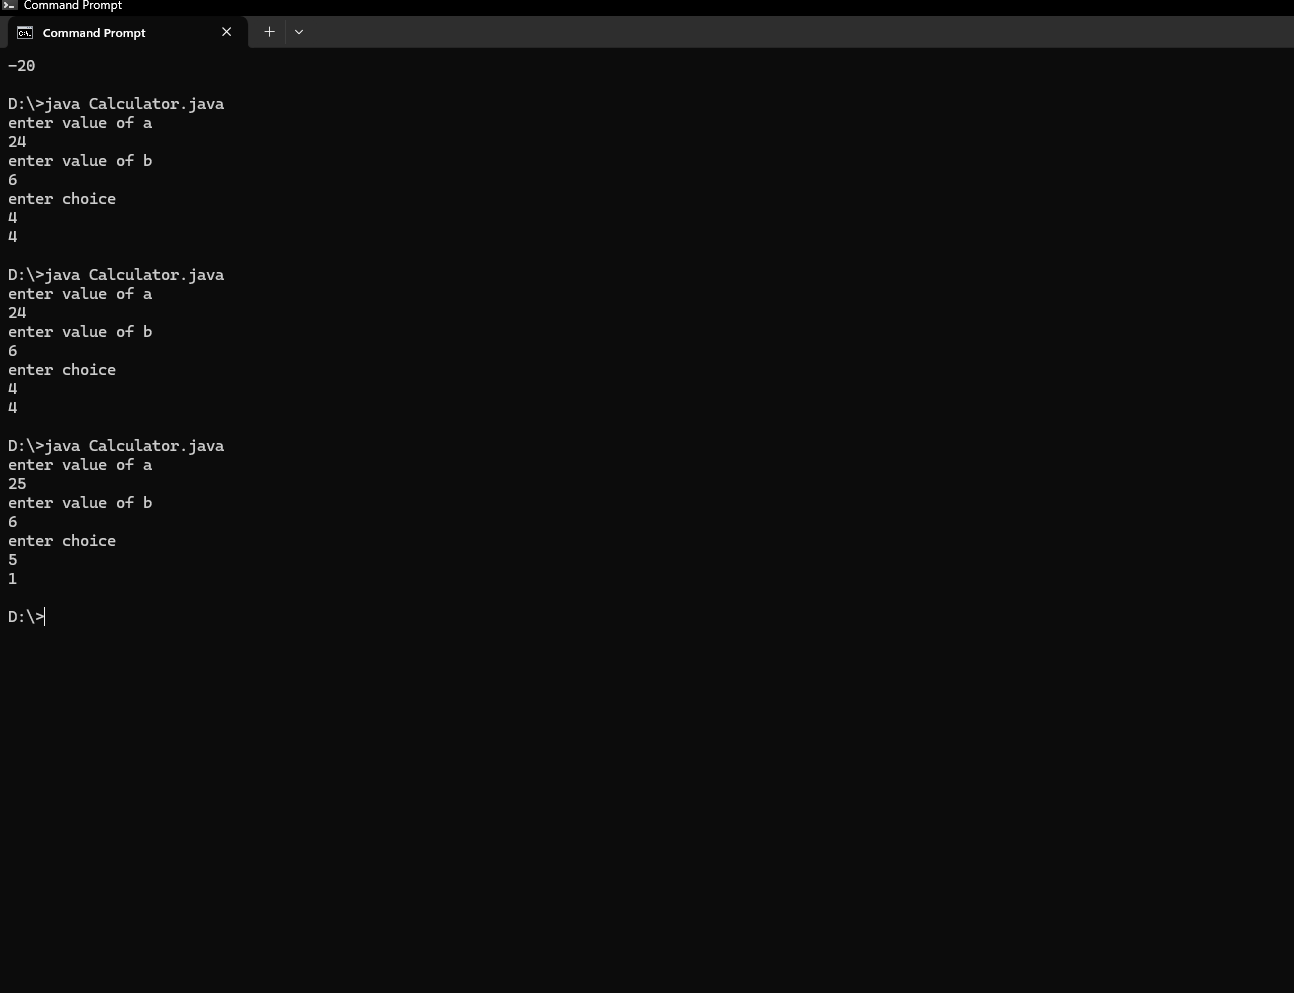 Command Prompt
Command Prompt
-20
D:\>java Calculator.java
enter value of a
24
enter value of b
6
enter choice
4
4
D:\>java Calculator.java
enter value of a
24
enter value of b
6
enter choice
4
4
D:\>java Calculator.java
enter value of a
25
enter value of b
6
enter choice
5
1
D:\>